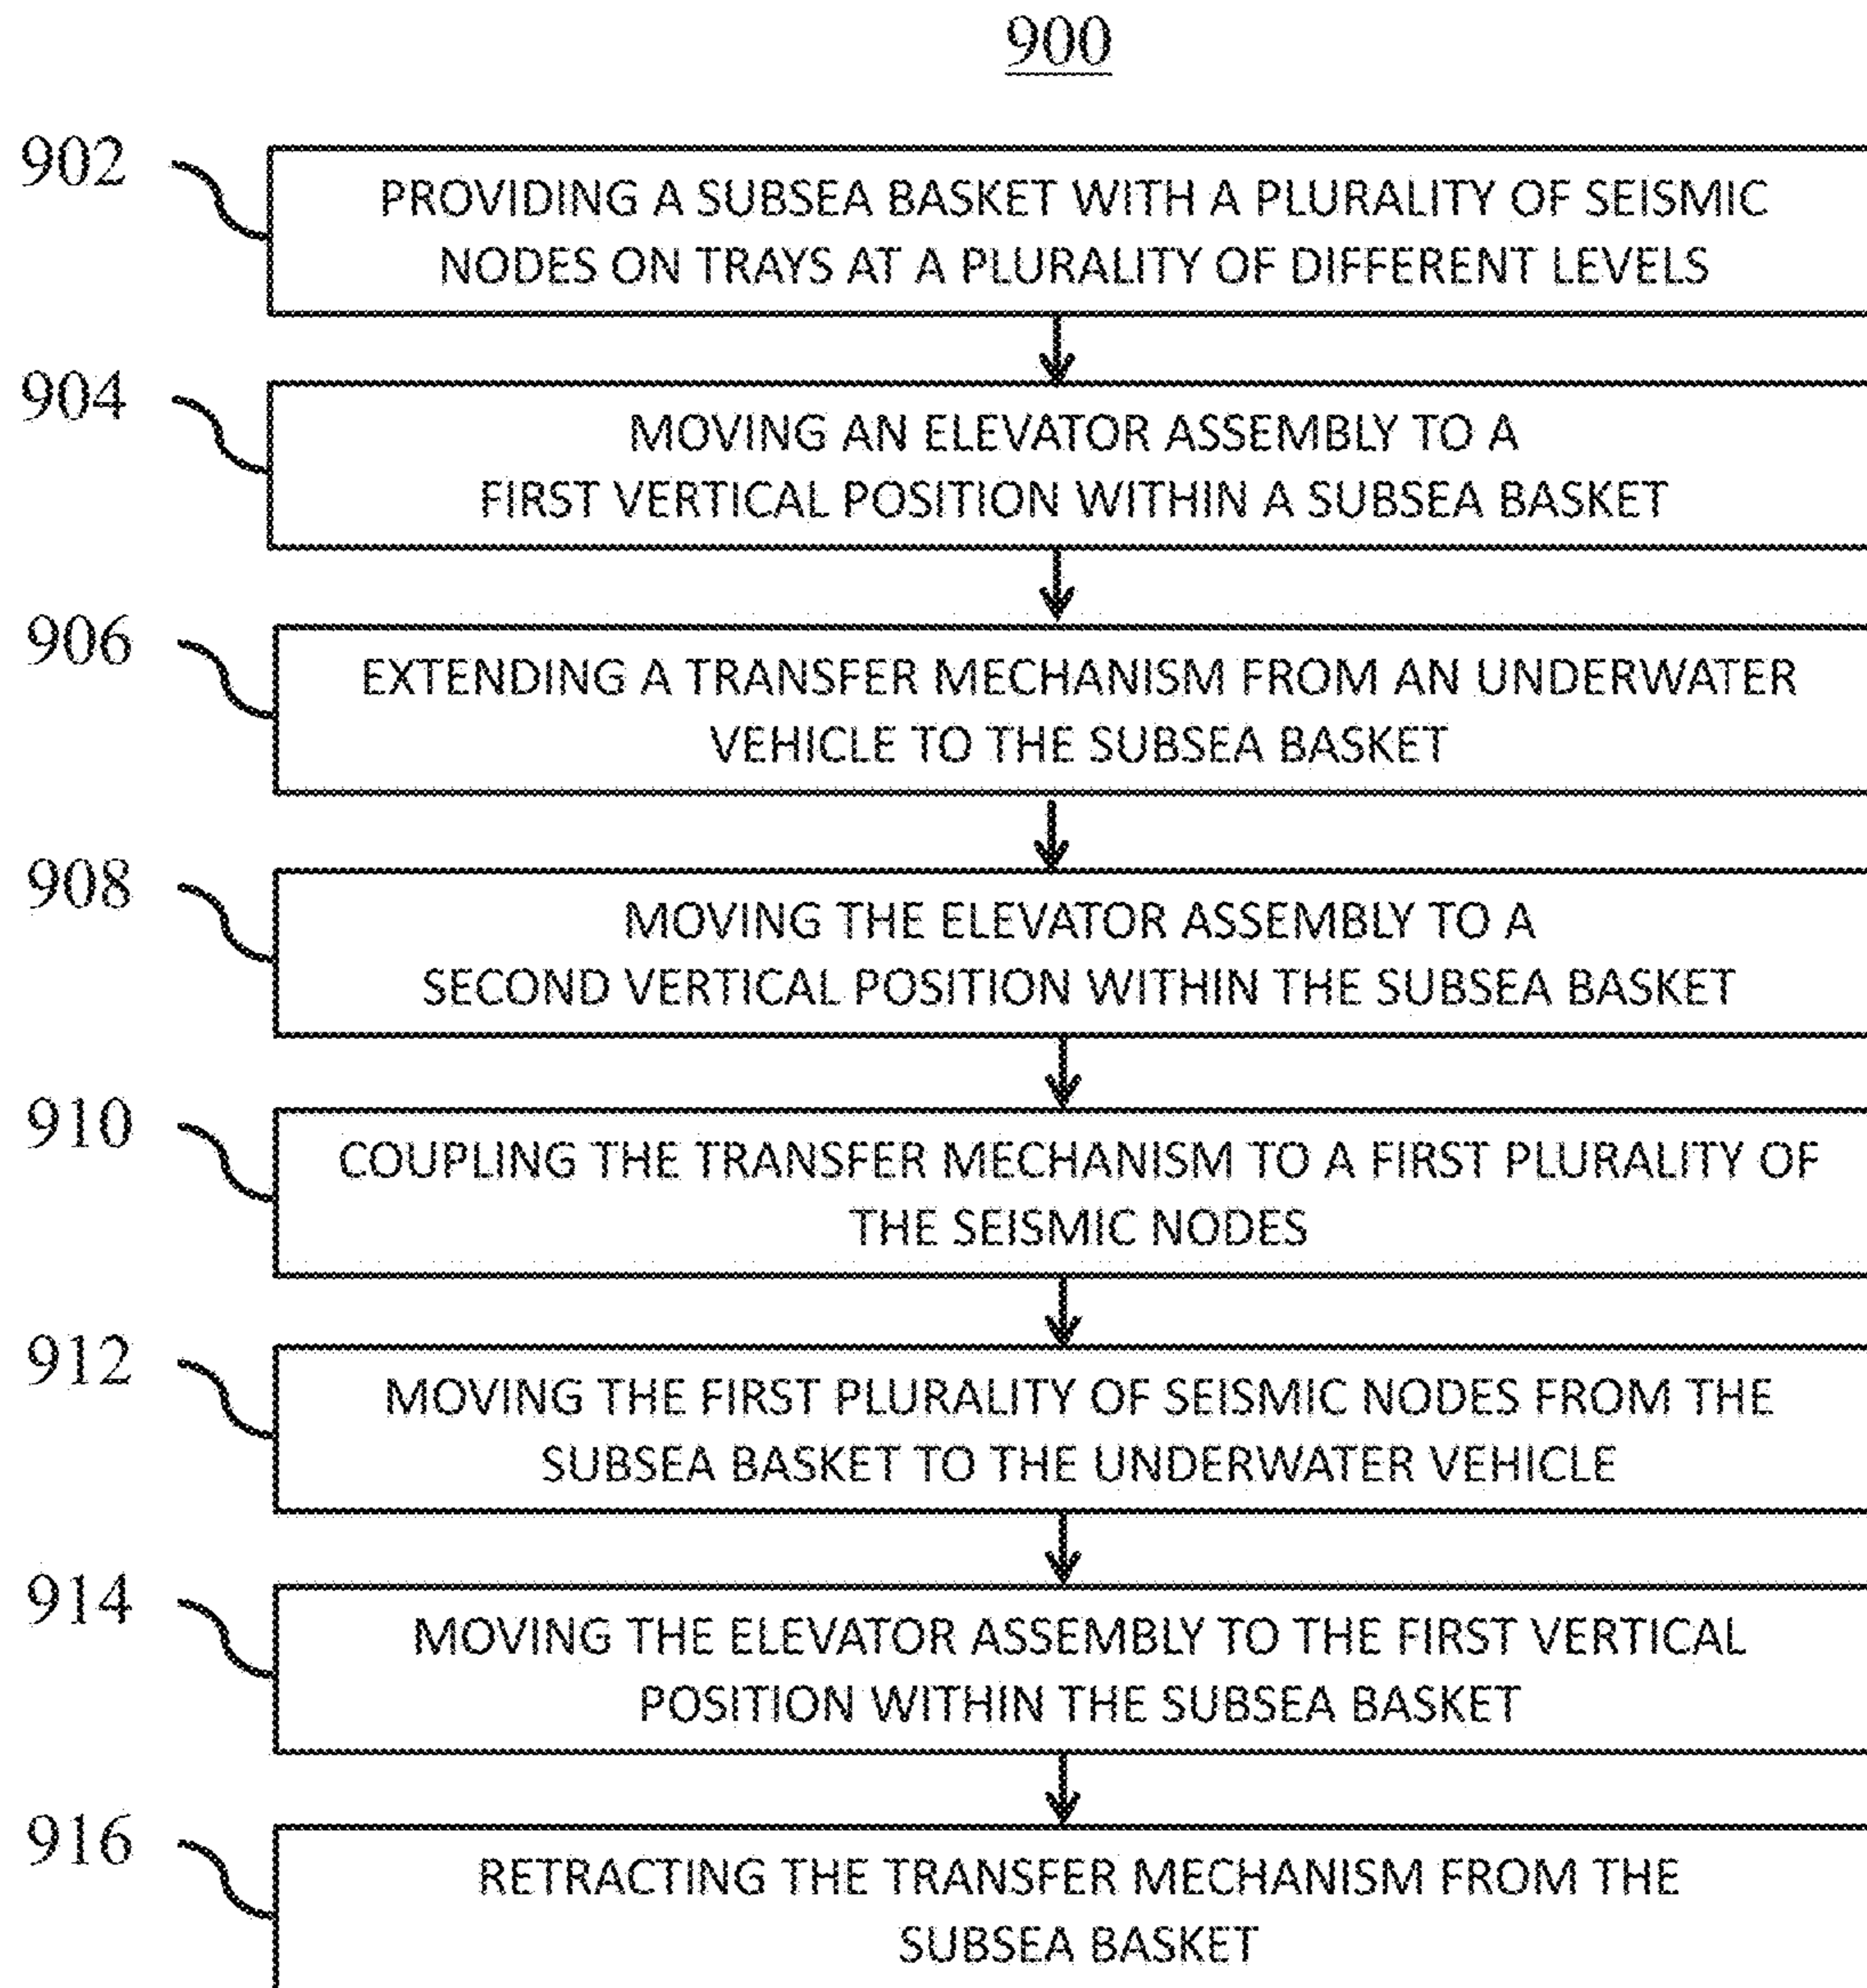 900
902
PROVIDING A SUBSEA BASKET WITH A PLURALITY OF SEISMIC
NODES ON TRAYS AT A PLURALITY OF DIFFERENT LEVELS
904
MOVING AN ELEVATOR ASSEMBLY TO A
FIRST VERTICAL POSITION WITHIN A SUBSEA BASKET
906
EXTENDING A TRANSFER MECHANISM FROM AN UNDERWATER
VEHICLE TO THE SUBSEA BASKET
908
MOVING THE ELEVATOR ASSEMBLY TO A
SECOND VERTICAL POSITION WITHIN THE SUBSEA BASKET
910
COUPLING THE TRANSFER MECHANISM TO A FIRST PLURALITY OF
THE SEISMIC NODES
912
MOVING THE FIRST PLURALITY OF SEISMIC NODES FROM THE
SUBSEA BASKET TO THE UNDERWATER VEHICLE
914
MOVING THE ELEVATOR ASSEMBLY TO THE FIRST VERTICAL
POSITION WITHIN THE SUBSEA BASKET
916
RETRACTING THE TRANSFER MECHANISM FROM THE
SUBSEA BASKET